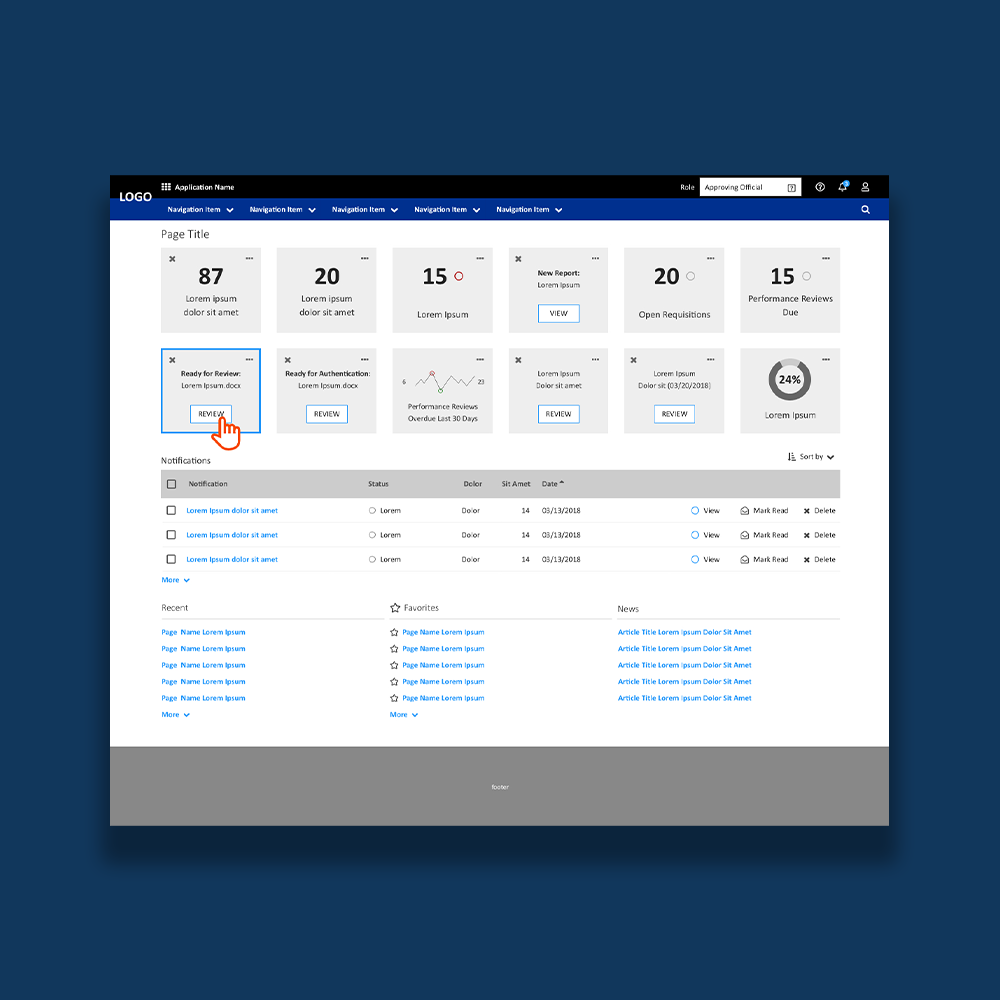 LOGO
Application Name
Role
Approving Official
Navigation Item
Navigation Item
Navigation Item
Navigation Item
Navigation Item
Page Title
87
Lorem ipsum
dolor sit amet
20
Lorem ipsum
dolor sit amet
15
Lorem Ipsum
New Report:
Lorem Ipsum
VIEW
20
Open Requisitions
15
Performance Reviews
Due
Ready for Review:
Lorem Ipsum.docx
REVIEW
Ready for Authentication:
Lorem Ipsum.docx
REVIEW
6
23
Performance Reviews
Overdue Last 30 Days
Lorem Ipsum
Dolor sit amet
REVIEW
Lorem Ipsum
Dolor sit (03/20/2018)
REVIEW
24%
Lorem Ipsum
Notifications
Sort by
Notification Status Dolor Sit Amet Date
Lorem Ipsum dolor sit amet Lorem Dolor 14 03/13/2018 View Mark Read Delete
Lorem Ipsum dolor sit amet Lorem Dolor 14 03/13/2018 View Mark Read Delete
Lorem Ipsum dolor sit amet Lorem Dolor 14 03/13/2018 View Mark Read Delete
More
Recent
Page Name Lorem Ipsum
Page Name Lorem Ipsum
Page Name Lorem Ipsum
Page Name Lorem Ipsum
Page Name Lorem Ipsum
More
Favorites
Page Name Lorem Ipsum
Page Name Lorem Ipsum
Page Name Lorem Ipsum
Page Name Lorem Ipsum
Page Name Lorem Ipsum
More
News
Article Title Lorem Ipsum Dolor Sit Amet
Article Title Lorem Ipsum Dolor Sit Amet
Article Title Lorem Ipsum Dolor Sit Amet
Article Title Lorem Ipsum Dolor Sit Amet
Article Title Lorem Ipsum Dolor Sit Amet
footer